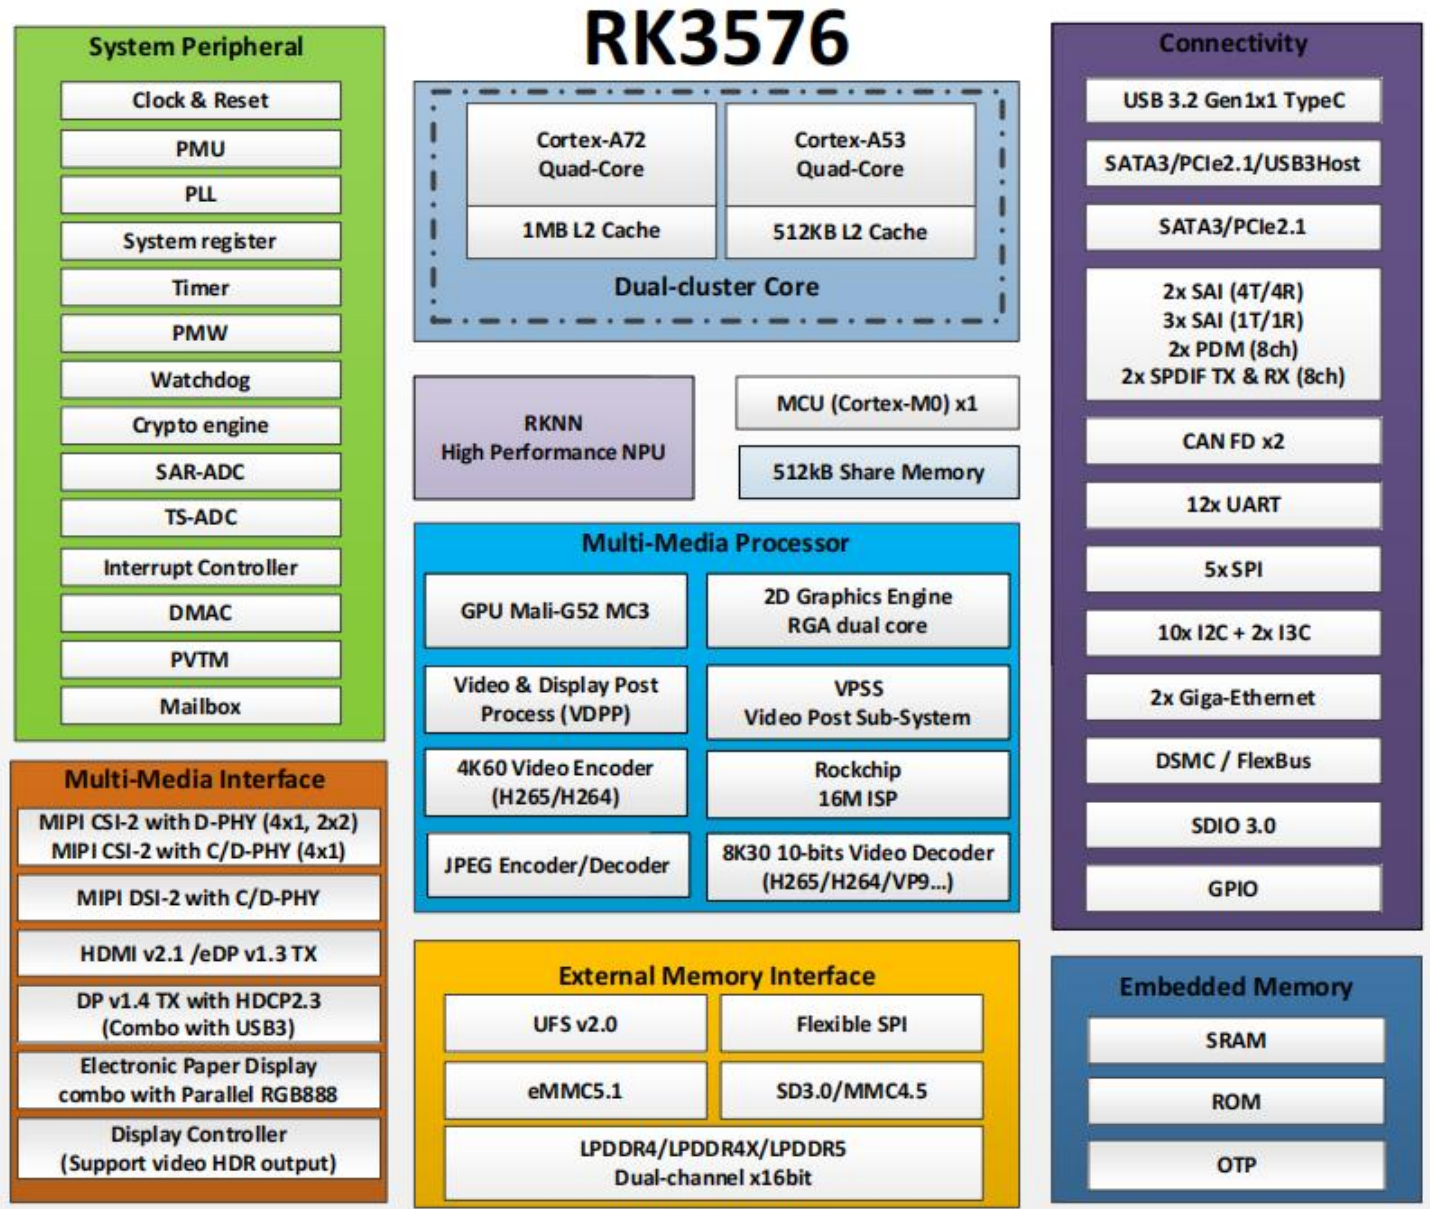 RK3576
System Peripheral
Clock & Reset
PMU
PLL
System register
Timer
PMW
Watchdog
Crypto engine
SAR-ADC
TS-ADC
Interrupt Controller
DMAC
PVTM
Mailbox
Multi-Media Interface
MIPI CSI-2 with D-PHY (4x1, 2x2)
MIPI CSI-2 with C/D-PHY (4x1)
MIPI DSI-2 with C/D-PHY
HDMI v2.1 /eDP v1.3 TX
DP v1.4 TX with HDCP2.3
(Combo with USB3)
Electronic Paper Display
combo with Parallel RGB888
Display Controller
(Support video HDR output)
Cortex-A72
Quad-Core
1MB L2 Cache
Cortex-A53
Quad-Core
512KB L2 Cache
Dual-cluster Core
RKNN
High Performance NPU
MCU (Cortex-M0) x1
512kB Share Memory
Multi-Media Processor
GPU Mali-G52 MC3
2D Graphics Engine
RGA dual core
Video & Display Post
Process (VDPP)
VPSS
Video Post Sub-System
4K60 Video Encoder
(H265/H264)
Rockchip
16M ISP
JPEG Encoder/Decoder
8K30 10-bits Video Decoder
(H265/H264/VP9...)
External Memory Interface
UFS v2.0
Flexible SPI
eMMC5.1
SD3.0/MMC4.5
LPDDR4/LPDDR4X/LPDDR5
Dual-channel x16bit
Connectivity
USB 3.2 Gen1x1 TypeC
SATA3/PCIe2.1/USB3Host
SATA3/PCIe2.1
2x SAI (4T/4R)
3x SAI (1T/1R)
2x PDM (8ch)
2x SPDIF TX & RX (8ch)
CAN FD x2
12x UART
5x SPI
10x I2C + 2x I3C
2x Giga-Ethernet
DSMC / FlexBus
SDIO 3.0
GPIO
Embedded Memory
SRAM
ROM
OTP